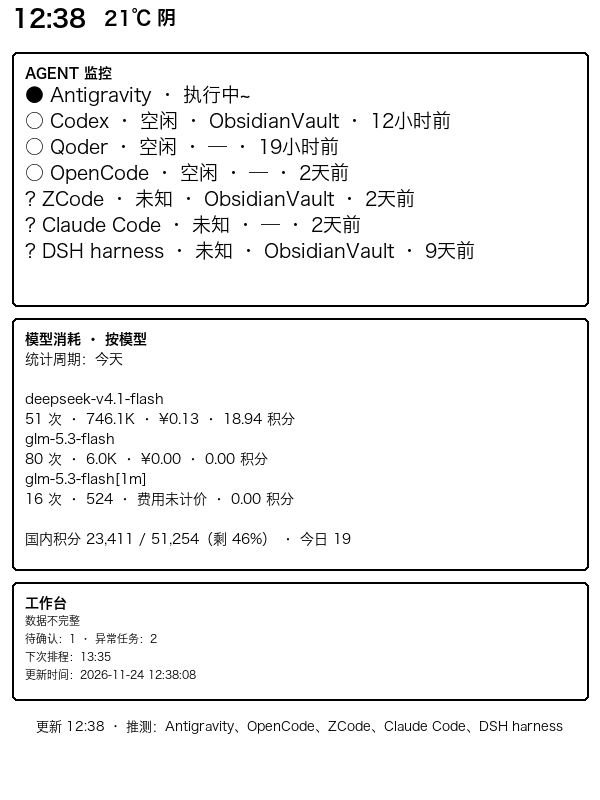 12:38 21℃ 阴
AGENT 监控
● Antigravity · 执行中~
○ Codex · 空闲 · ObsidianVault · 12小时前
○ Qoder · 空闲 · — · 19小时前
○ OpenCode · 空闲 · — · 2天前
? ZCode · 未知 · ObsidianVault · 2天前
? Claude Code · 未知 · — · 2天前
? DSH harness · 未知 · ObsidianVault · 9天前
模型消耗 · 按模型
统计周期：今天
deepseek-v4.1-flash
51 次 · 746.1K · ¥0.13 · 18.94 积分
glm-5.3-flash
80 次 · 6.0K · ¥0.00 · 0.00 积分
glm-5.3-flash[1m]
16 次 · 524 · 费用未计价 · 0.00 积分
国内积分 23,411 / 51,254（剩 46%） · 今日 19
工作台
数据不完整
待确认：1 · 异常任务：2
下次排程：13:35
更新时间：2026-11-24 12:38:08
更新 12:38 · 推测：Antigravity、OpenCode、ZCode、Claude Code、DSH harness